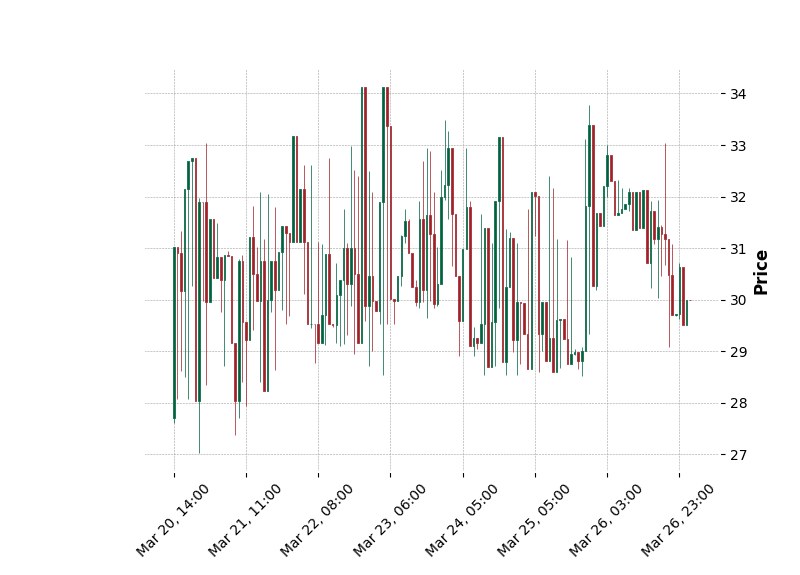 34
33
32
31
30
29
28
27
Price
Mar 20, 14:00
Mar 21, 11:00
Mar 22, 08:00
Mar 23, 06:00
Mar 24, 05:00
Mar 25, 05:00
Mar 26, 03:00
Mar 26, 23:00